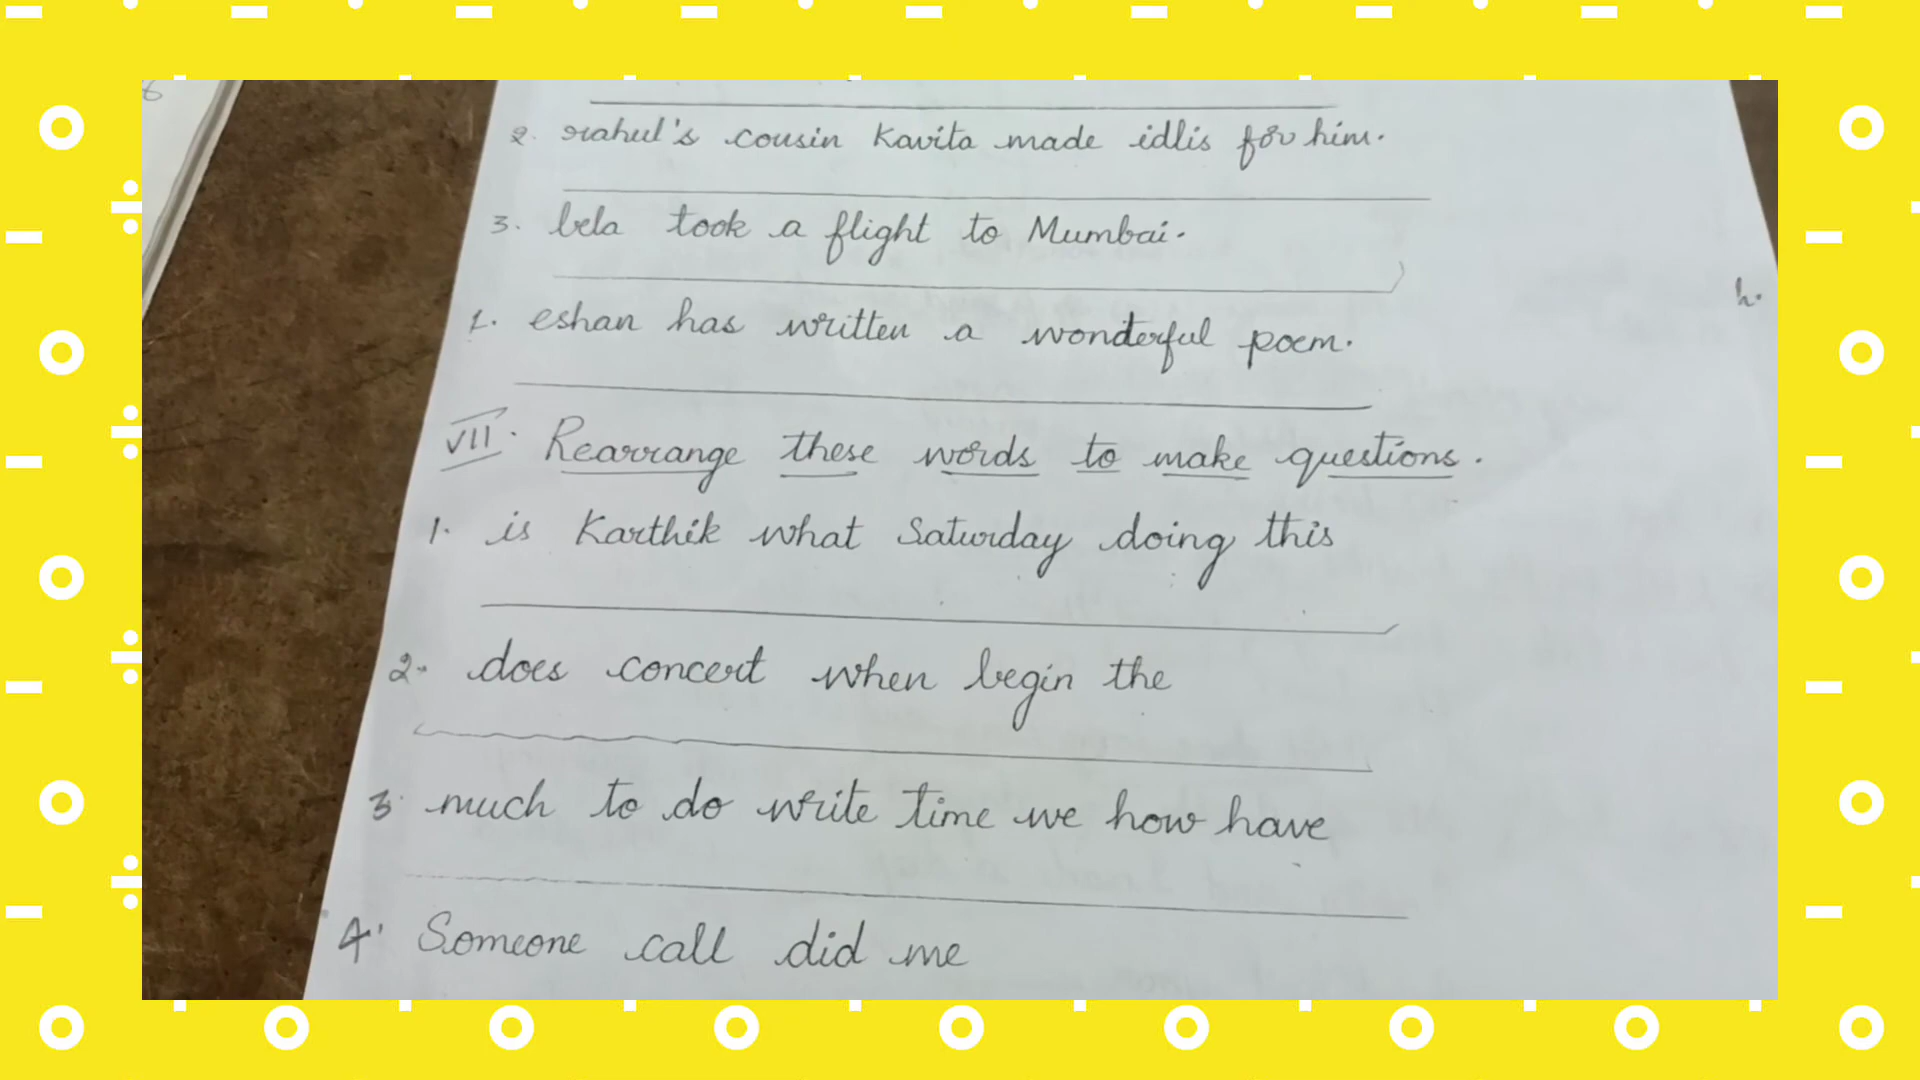 2. rahul's cousin Kavita made idlis for him.
3. bela took a flight to Mumbai.
1. eshan has written a wonderful poem.
VII. Rearrange these words to make questions.
1. is Karthik what Saturday doing this
2. does concert when begin the
3. much to do write time we how have
4. Someone call did me